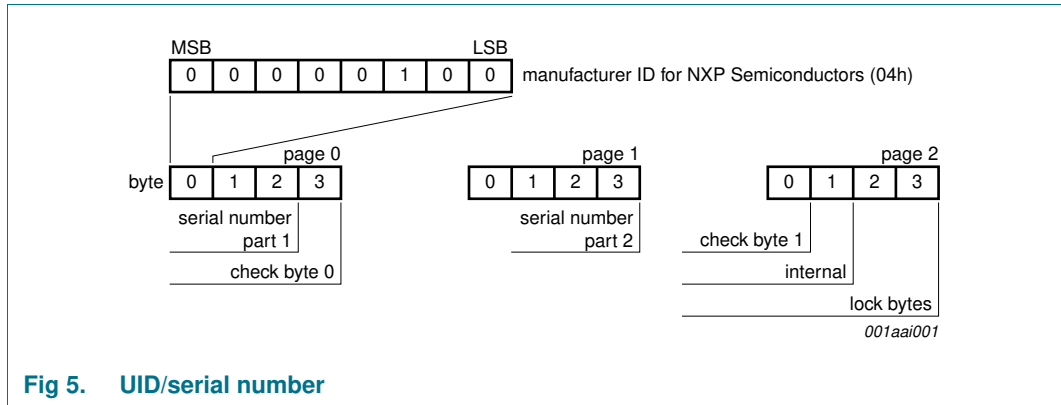 MSB LSB
0 0 0 0 0 1 0 0 manufacturer ID for NXP Semiconductors (04h)
page 0 page 1 page 2
byte 0 1 2 3 0 1 2 3 0 1 2 3
serial number serial number
part 1 part 2 check byte 1
check byte 0 internal
lock bytes
001aai001
Fig 5. UID/serial number